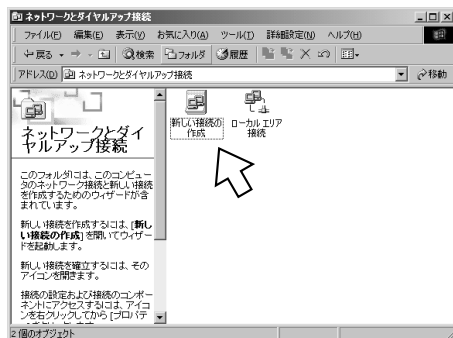 ネットワークとダイヤルアップ接続
ファイル(F) 編集(E) 表示(V) お気に入り(A) ツール(T) 詳細設定(N) ヘルプ(H)
戻る 検索 フォルダ 履歴
アドレス(D) ネットワークとダイヤルアップ接続 移動
ネットワークとダイ
ヤルアップ接続
このフォルダには、このコンピュー
タのネットワーク接続と新しい接続
を作成するためのウィザードが含
まれています。
新しい接続を作成するには、[新し
い接続の作成] を開いてウィザー
ドを起動します。
新しい接続を確立するには、その
アイコンを開きます。
接続の設定および接続のコンポー
ネントにアクセスするには、アイコ
ンを右クリックしてから [プロパテ
新しい接続の
作成
ローカル エリア
接続
2 個のオブジェクト